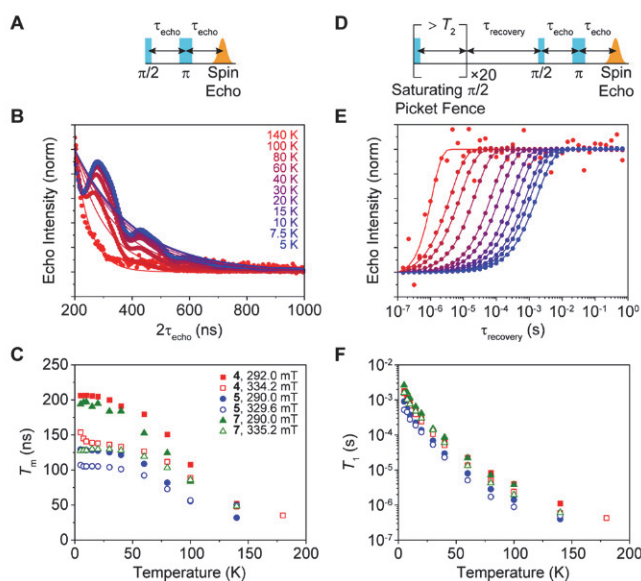 A
τecho
τecho
π/2
π
Spin
Echo
D
> T2
τrecovery
τecho
τecho
×20
π/2
π
Spin
Echo
Saturating π/2
Picket Fence
B
Echo Intensity (norm)
140 K
100 K
80 K
60 K
40 K
30 K
20 K
15 K
10 K
7.5 K
5 K
200
400
600
800
1000
2τecho (ns)
E
Echo Intensity (norm)
10-7 10-6 10-5 10-4 10-3 10-2 10-1 100
τrecovery (s)
C
Tm (ns)
250
200
150
100
50
0
4, 292.0 mT
4, 334.2 mT
5, 290.0 mT
5, 329.6 mT
7, 290.0 mT
7, 335.2 mT
0
50
100
150
200
Temperature (K)
F
T1 (s)
10-1
10-2
10-3
10-4
10-5
10-6
10-7
0
50
100
150
200
Temperature (K)